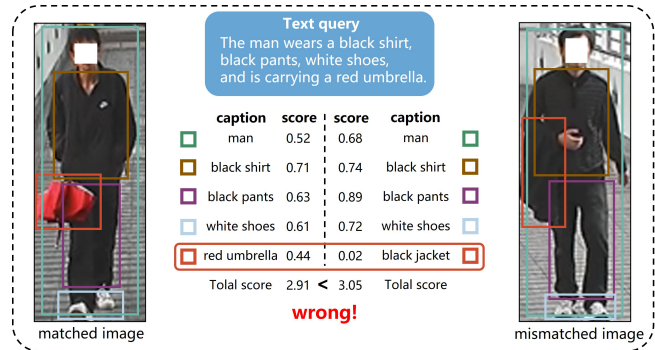 Text query
The man wears a black shirt,
black pants, white shoes,
and is carrying a red umbrella.
caption score score caption
man 0.52 0.68 man
black shirt 0.71 0.74 black shirt
black pants 0.63 0.89 black pants
white shoes 0.61 0.72 white shoes
red umbrella 0.44 0.02 black jacket
Total score 2.91 < 3.05 Total score
wrong!
matched image
mismatched image